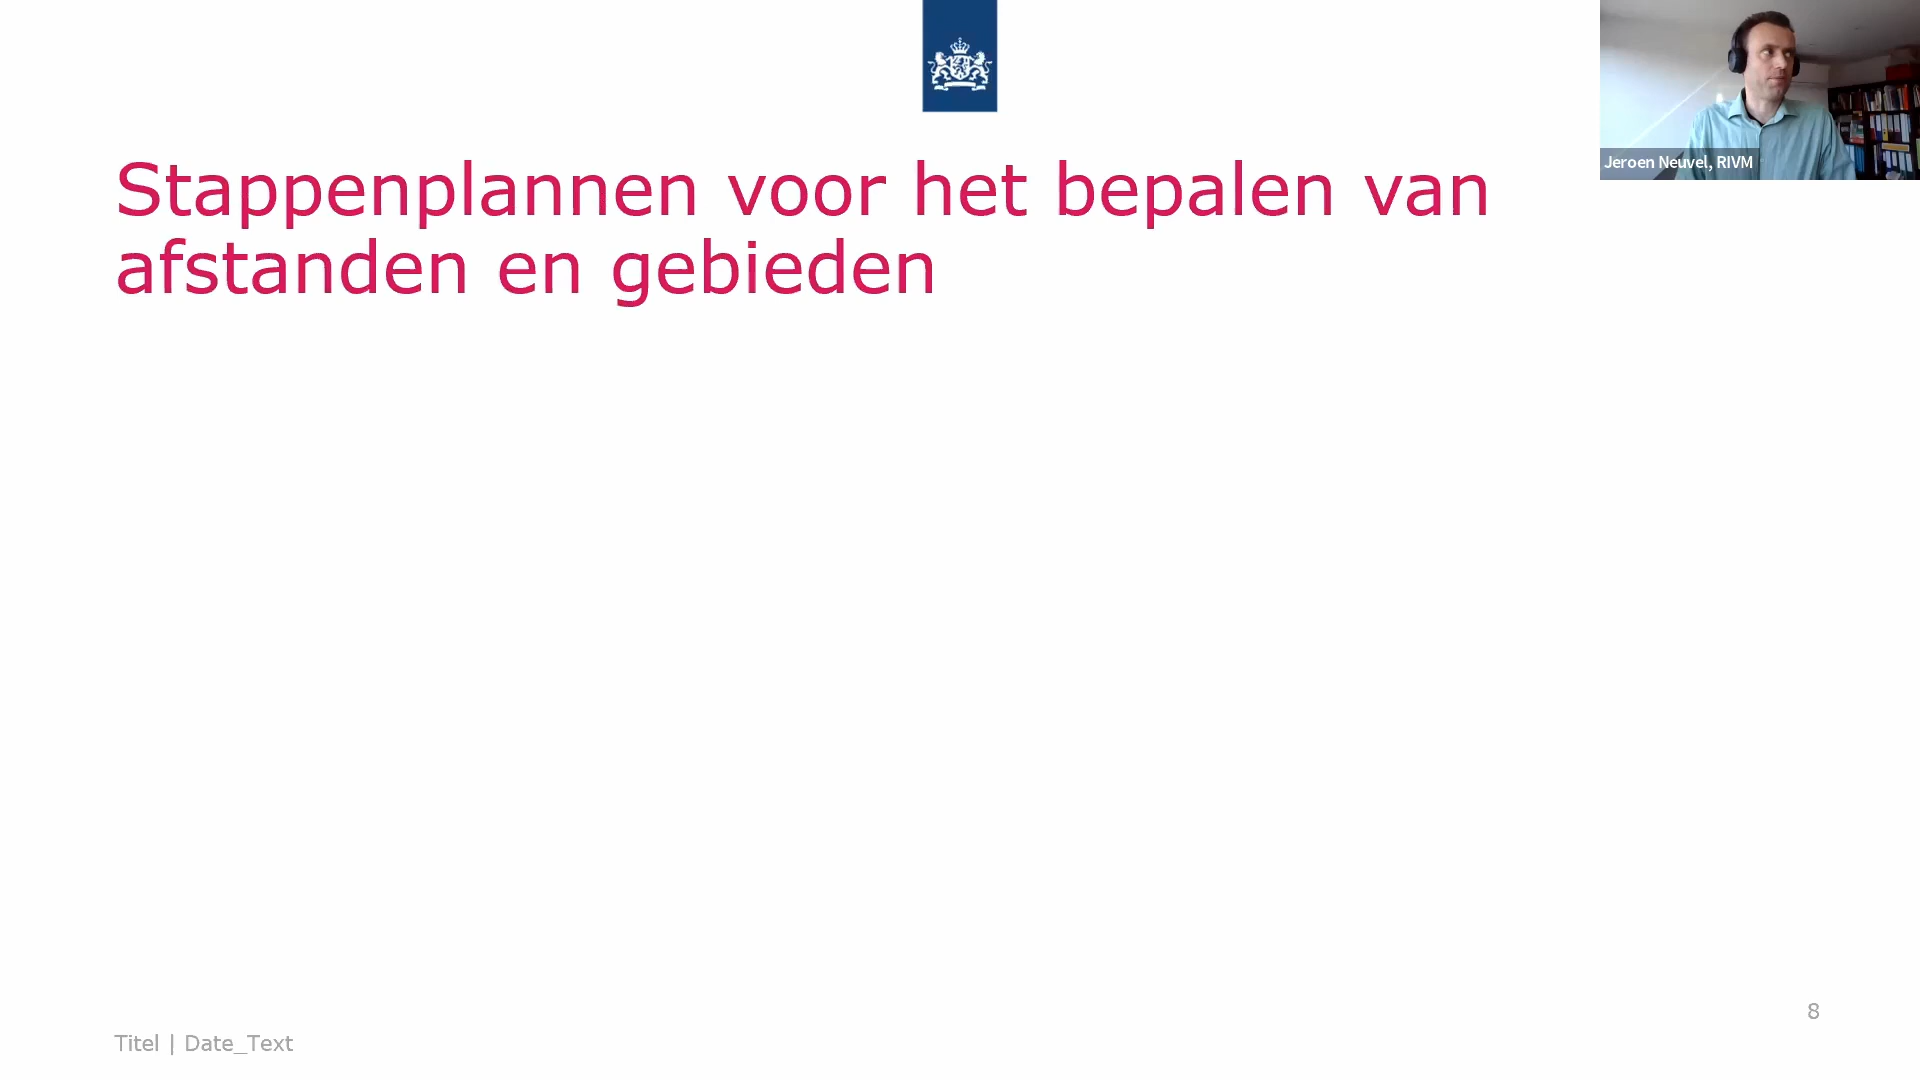 Stappenplannen voor het bepalen van
afstanden en gebieden
Jeroen Neuvel, RIVM
8
Titel | Date_Text